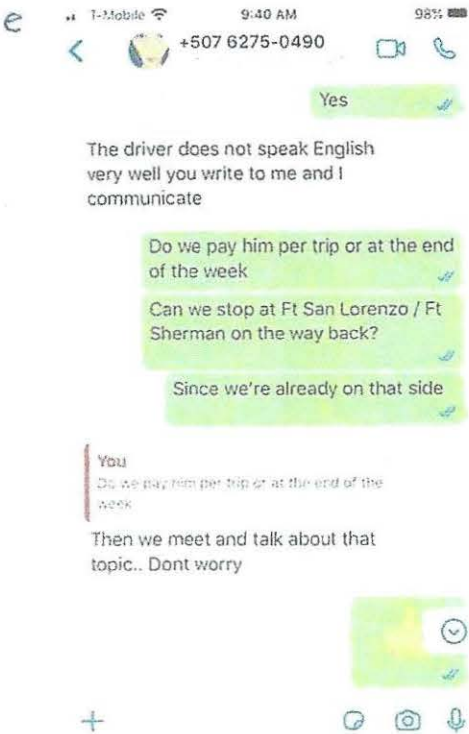 e
T-Mobile
9:40 AM
98%
+507 6275-0490
Yes
The driver does not speak English
very well you write to me and I
communicate
Do we pay him per trip or at the end
of the week
Can we stop at Ft San Lorenzo / Ft
Sherman on the way back?
Since we're already on that side
You
Do we pay him per trip or at the end of the
week
Then we meet and talk about that
topic.. Dont worry